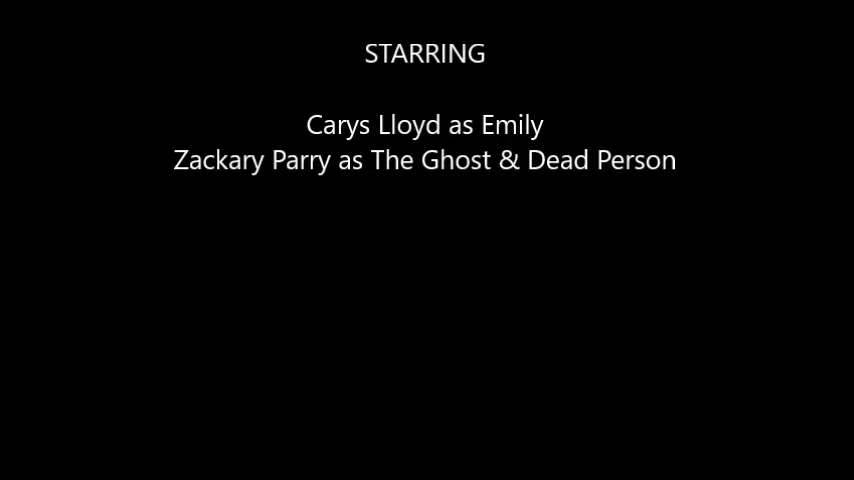 STARRING
Carys Lloyd as Emily
Zackary Parry as The Ghost & Dead Person